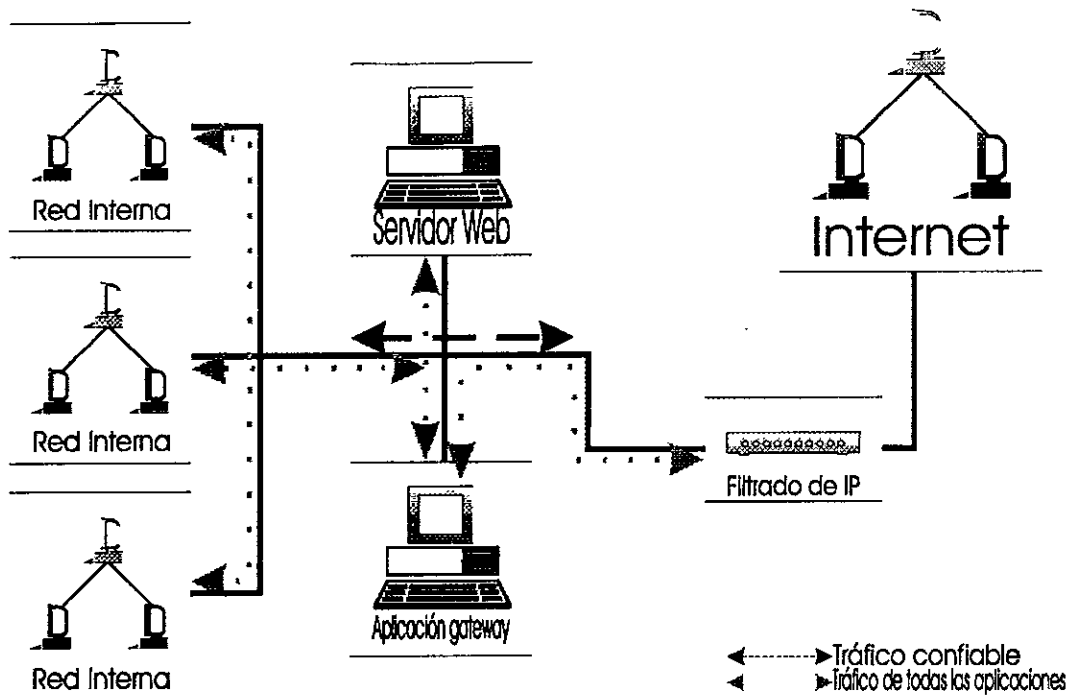 Red Interna
Servidor Web
Internet
Red Interna
Filtrado de IP
Red Interna
Aplicación gateway
Tráfico confiable
Tráfico de todas las aplicaciones